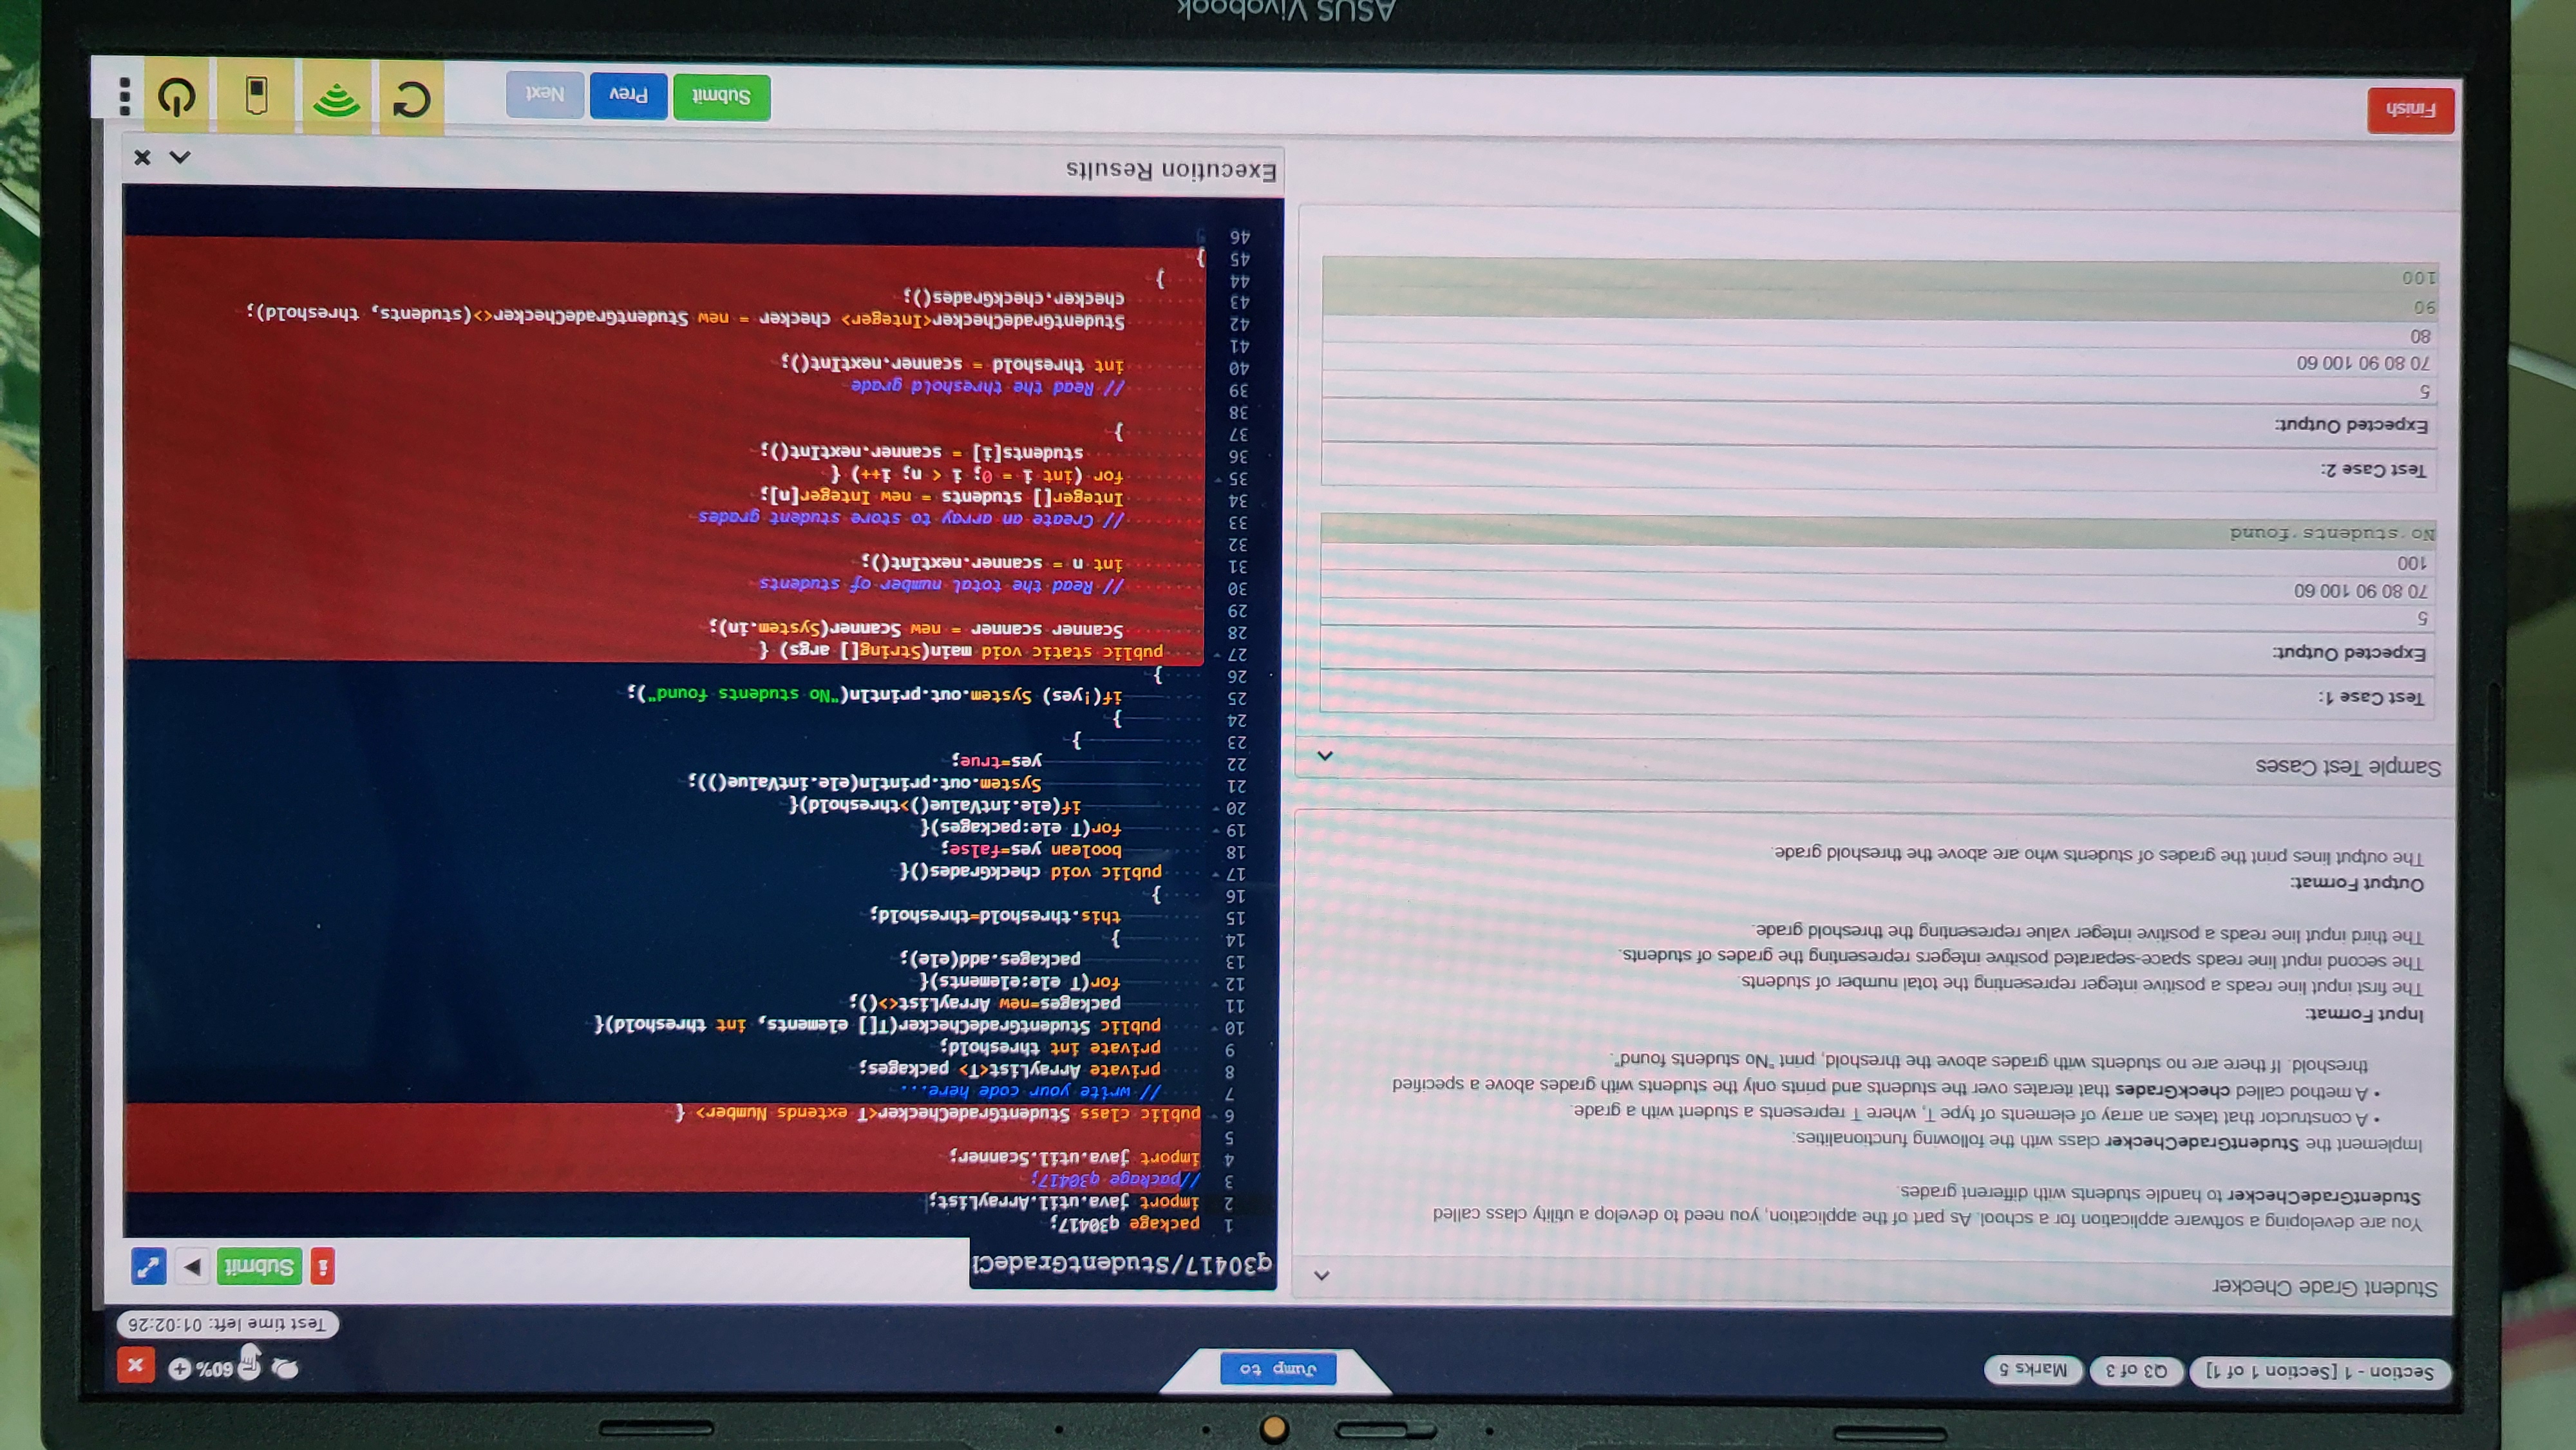 Section - 1 [Section 1 of 1] Q3 of 3 Marks 5
Jump to
60%
Test time left: 01:02:26
Student Grade Checker
You are developing a software application for a school. As part of the application, you need to develop a utility class called
StudentGradeChecker to handle students with different grades.
Implement the StudentGradeChecker class with the following functionalities:
• A constructor that takes an array of elements of type T, where T represents a student with a grade.
• A method called checkGrades that iterates over the students and prints only the students with grades above a specified
threshold. If there are no students with grades above the threshold, print "No students found".
Input Format:
The first input line reads a positive integer representing the total number of students.
The second input line reads space-separated positive integers representing the grades of students.
The third input line reads a positive integer value representing the threshold grade.
Output Format:
The output lines print the grades of students who are above the threshold grade.
Sample Test Cases
Test Case 1:
Expected Output:
5
70 80 90 100 60
100
No students found
Test Case 2:
Expected Output:
5
70 80 90 100 60
80
90
100
q30417/StudentGradeCl
Submit
1 package q30417;
2 import java.util.ArrayList;
3 //package q30417;
4 import java.util.Scanner;
5
6 public class StudentGradeChecker<T extends Number> {
7 // write your code here...
8 private ArrayList<T> packages;
9 private int threshold;
10 public StudentGradeChecker(T[] elements, int threshold){
11 packages=new ArrayList<>();
12 for(T ele:elements){
13 packages.add(ele);
14 }
15 this.threshold=threshold;
16 }
17 public void checkGrades(){
18 boolean yes=false;
19 for(T ele:packages){
20 if(ele.intValue()>threshold){
21 System.out.println(ele.intValue());
22 yes=true;
23 }
24 }
25 if(!yes) System.out.println("No students found");
26 }
27 public static void main(String[] args) {
28 Scanner scanner = new Scanner(System.in);
29
30 // Read the total number of students
31 int n = scanner.nextInt();
32
33 // Create an array to store student grades
34 Integer[] students = new Integer[n];
35 for (int i = 0; i < n; i++) {
36 students[i] = scanner.nextInt();
37 }
38
39 // Read the threshold grade
40 int threshold = scanner.nextInt();
41
42 StudentGradeChecker<Integer> checker = new StudentGradeChecker<>(students, threshold);
43 checker.checkGrades();
44 }
45 }
46
Execution Results
Finish
Submit Prev Next
ASUS Vivobook